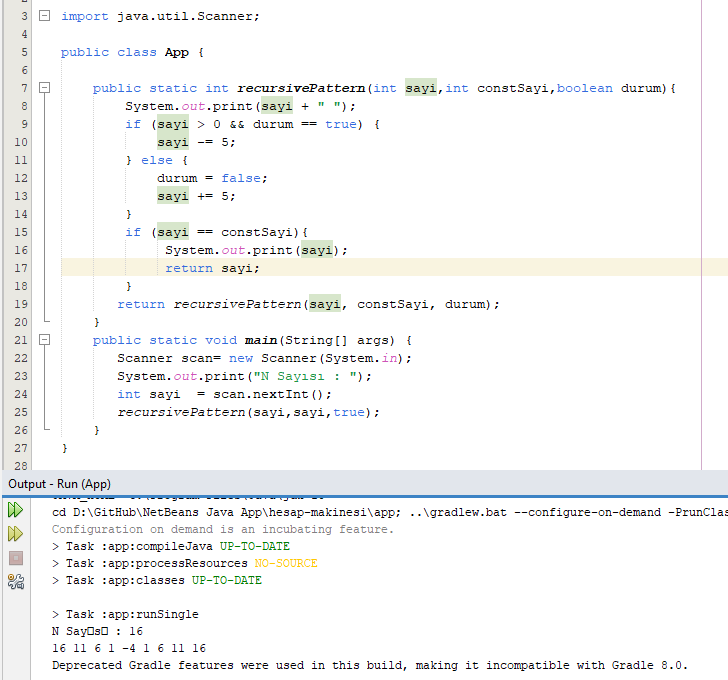 3 import java.util.Scanner;
4
5 public class App {
6
7 public static int recursivePattern(int sayi,int constSayi,boolean durum){
8 System.out.print(sayi + " ");
9 if (sayi > 0 && durum == true) {
10 sayi -= 5;
11 } else {
12 durum = false;
13 sayi += 5;
14 }
15 if (sayi == constSayi){
16 System.out.print(sayi);
17 return sayi;
18 }
19 return recursivePattern(sayi, constSayi, durum);
20 }
21 public static void main(String[] args) {
22 Scanner scan= new Scanner(System.in);
23 System.out.print("N Sayısı : ");
24 int sayi  = scan.nextInt();
25 recursivePattern(sayi,sayi,true);
26 }
27 }
28
Output - Run (App)
cd D:\GitHub\NetBeans Java App\hesap-makinesi\app; ..\gradlew.bat --configure-on-demand -PrunClas
Configuration on demand is an incubating feature.
> Task :app:compileJava UP-TO-DATE
> Task :app:processResources NO-SOURCE
> Task :app:classes UP-TO-DATE
> Task :app:runSingle
N Say□s□ : 16
16 11 6 1 -4 1 6 11 16
Deprecated Gradle features were used in this build, making it incompatible with Gradle 8.0.